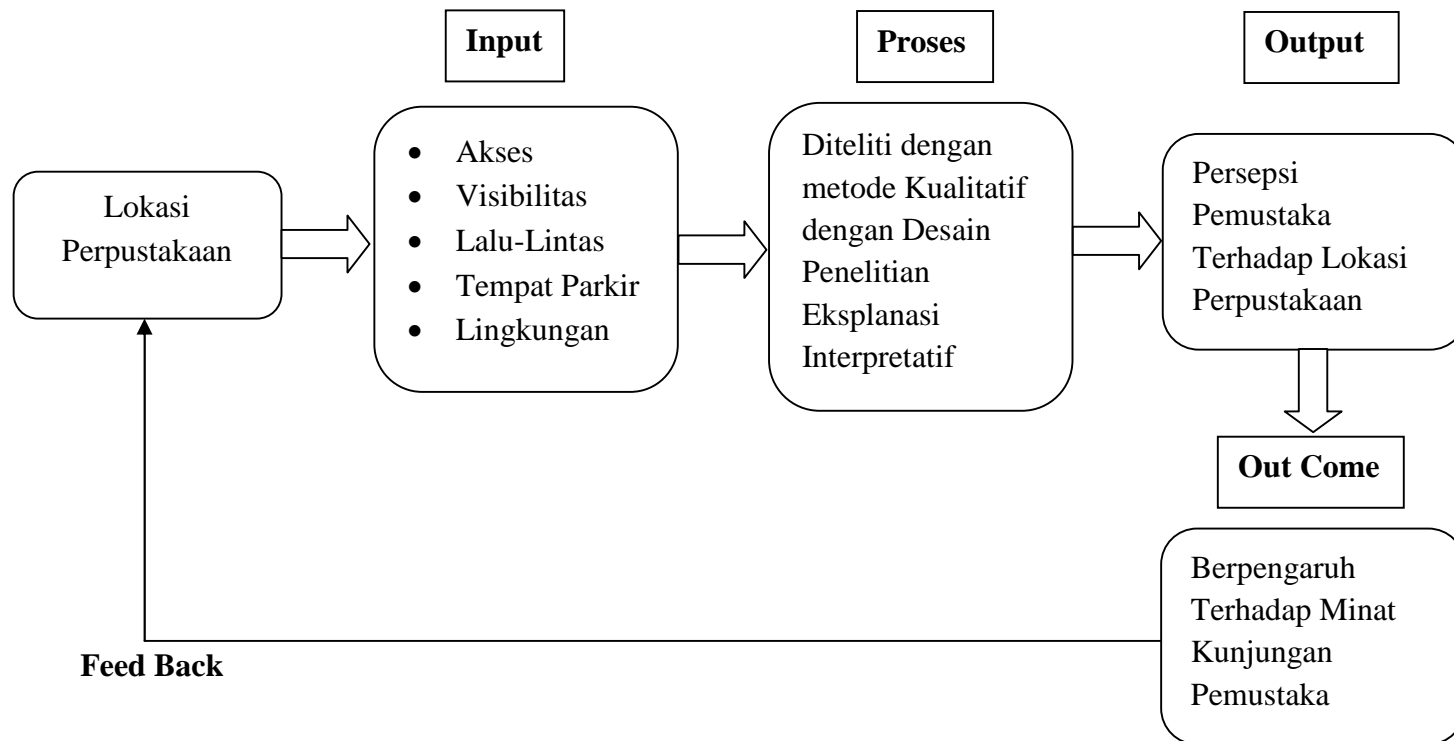 Input
Proses
Output
Lokasi
Perpustakaan
• Akses
• Visibilitas
• Lalu-Lintas
• Tempat Parkir
• Lingkungan
Diteliti dengan
metode Kualitatif
dengan Desain
Penelitian
Eksplanasi
Interpretatif
Persepsi
Pemustaka
Terhadap Lokasi
Perpustakaan
Out Come
Berpengaruh
Terhadap Minat
Kunjungan
Pemustaka
Feed Back